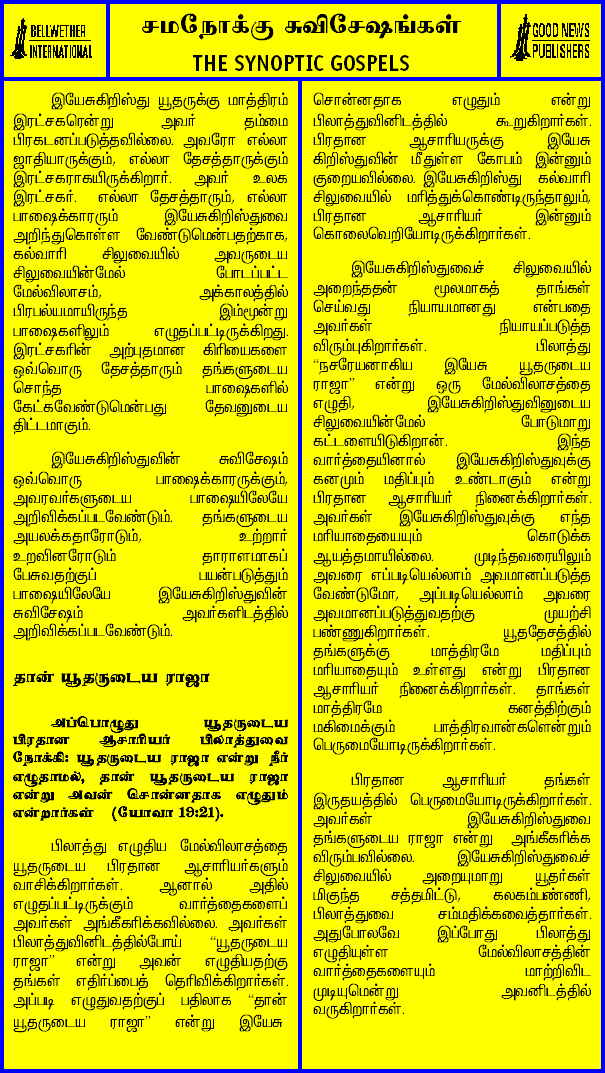 BELLWETHER
INTERNATIONAL
சமநோக்கு சுவிசேஷங்கள்
THE SYNOPTIC GOSPELS
GOOD NEWS
PUBLISHERS
இயேசுகிறிஸ்து யூதருக்கு மாத்திரம்
இரட்சகரென்று அவர் தம்மை
பிரகடனப்படுத்தவில்லை. அவரோ எல்லா
ஜாதியாருக்கும், எல்லா தேசத்தாருக்கும்
இரட்சகராகயிருக்கிறார். அவர் உலக
இரட்சகர். எல்லா தேசத்தாரும், எல்லா
பாஷைக்காரரும் இயேசுகிறிஸ்துவை
அறிந்துகொள்ள வேண்டுமென்பதற்காக,
கல்வாரி சிலுவையில் அவருடைய
சிலுவையின்மேல் போடப்பட்ட
மேல்விலாசம், அக்காலத்தில்
பிரபல்யமாயிருந்த இம்மூன்று
பாஷைகளிலும் எழுதப்பட்டிருக்கிறது.
இரட்சகரின் அற்புதமான கிரியைகளை
ஒவ்வொரு தேசத்தாரும் தங்களுடைய
சொந்த பாஷைகளில்
கேட்கவேண்டுமென்பது தேவனுடைய
திட்டமாகும்.
இயேசுகிறிஸ்துவின் சுவிசேஷம்
ஒவ்வொரு பாஷைக்காரருக்கும்,
அவரவர்களுடைய பாஷையிலேயே
அறிவிக்கப்படவேண்டும். தங்களுடைய
அயலக்கதாரோடும், உற்றார்
உறவினரோடும் தாராளமாகப்
பேசுவதற்குப் பயன்படுத்தும்
பாஷையிலேயே இயேசுகிறிஸ்துவின்
சுவிசேஷம் அவர்களிடத்தில்
அறிவிக்கப்படவேண்டும்.
தான் யூதருடைய ராஜா
அப்பொழுது யூதருடைய
பிரதான ஆசாரியர் பிலாத்துவை
நோக்கி: யூதருடைய ராஜா என்று நீர்
எழுதாமல், தான் யூதருடைய ராஜா
என்று அவன் சொன்னதாக எழுதும்
என்றார்கள் (யோவா 19:21).
பிலாத்து எழுதிய மேல்விலாசத்தை
யூதருடைய பிரதான ஆசாரியர்களும்
வாசிக்கிறார்கள். ஆனால் அதில்
எழுதப்பட்டிருக்கும் வார்த்தைகளைப்
அவர்கள் அங்கீகரிக்கவில்லை. அவர்கள்
பிலாத்துவினிடத்தில்போய் “யூதருடைய
ராஜா” என்று அவன் எழுதியதற்கு
தங்கள் எதிர்ப்பைத் தெரிவிக்கிறார்கள்.
அப்படி எழுதுவதற்குப் பதிலாக “தான்
யூதருடைய ராஜா” என்று இயேசு
சொன்னதாக எழுதும் என்று
பிலாத்துவினிடத்தில் கூறுகிறார்கள்.
பிரதான ஆசாரியருக்கு இயேசு
கிறிஸ்துவின் மீதுள்ள கோபம் இன்னும்
குறையவில்லை. இயேசுகிறிஸ்து கல்வாரி
சிலுவையில் மரித்துக்கொண்டிருந்தாலும்,
பிரதான ஆசாரியர் இன்னும்
கொலைவெறியோடிருக்கிறார்கள்.
இயேசுகிறிஸ்துவைச் சிலுவையில்
அறைந்ததன் மூலமாகத் தாங்கள்
செய்வது நியாயமானது என்பதை
அவர்கள் நியாயப்படுத்த
விரும்புகிறார்கள். பிலாத்து
“நசரேயனாகிய இயேசு யூதருடைய
ராஜா” என்று ஒரு மேல்விலாசத்தை
எழுதி, இயேசுகிறிஸ்துவினுடைய
சிலுவையின்மேல் போடுமாறு
கட்டளையிடுகிறான். இந்த
வார்த்தையினால் இயேசுகிறிஸ்துவுக்கு
கனமும் மதிப்பும் உண்டாகும் என்று
பிரதான ஆசாரியர் நினைக்கிறார்கள்.
அவர்கள் இயேசுகிறிஸ்துவுக்கு எந்த
மரியாதையையும் கொடுக்க
ஆயத்தமாயில்லை. முடிந்தவரையிலும்
அவரை எப்படியெல்லாம் அவமானப்படுத்த
வேண்டுமோ, அப்படியெல்லாம் அவரை
அவமானப்படுத்துவதற்கு முயற்சி
பண்ணுகிறார்கள். யூததேசத்தில்
தங்களுக்கு மாத்திரமே மதிப்பும்
மரியாதையும் உள்ளது என்று பிரதான
ஆசாரியர் நினைக்கிறார்கள். தாங்கள்
மாத்திரமே கனத்திற்கும்
மகிமைக்கும் பாத்திரவான்களென்றும்
பெருமையோடிருக்கிறார்கள்.
பிரதான ஆசாரியர் தங்கள்
இருதயத்தில் பெருமையோடிருக்கிறார்கள்.
அவர்கள் இயேசுகிறிஸ்துவை
தங்களுடைய ராஜா என்று அங்கீகரிக்க
விரும்பவில்லை. இயேசுகிறிஸ்துவைச்
சிலுவையில் அறையுமாறு யூதர்கள்
மிகுந்த சத்தமிட்டு, கலகம்பண்ணி,
பிலாத்துவை சம்மதிக்கவைத்தார்கள்.
அதுபோலவே இப்போது பிலாத்து
எழுதியுள்ள மேல்விலாசத்தின்
வார்த்தைகளையும் மாற்றிவிட
முடியுமென்று அவனிடத்தில்
வருகிறார்கள்.